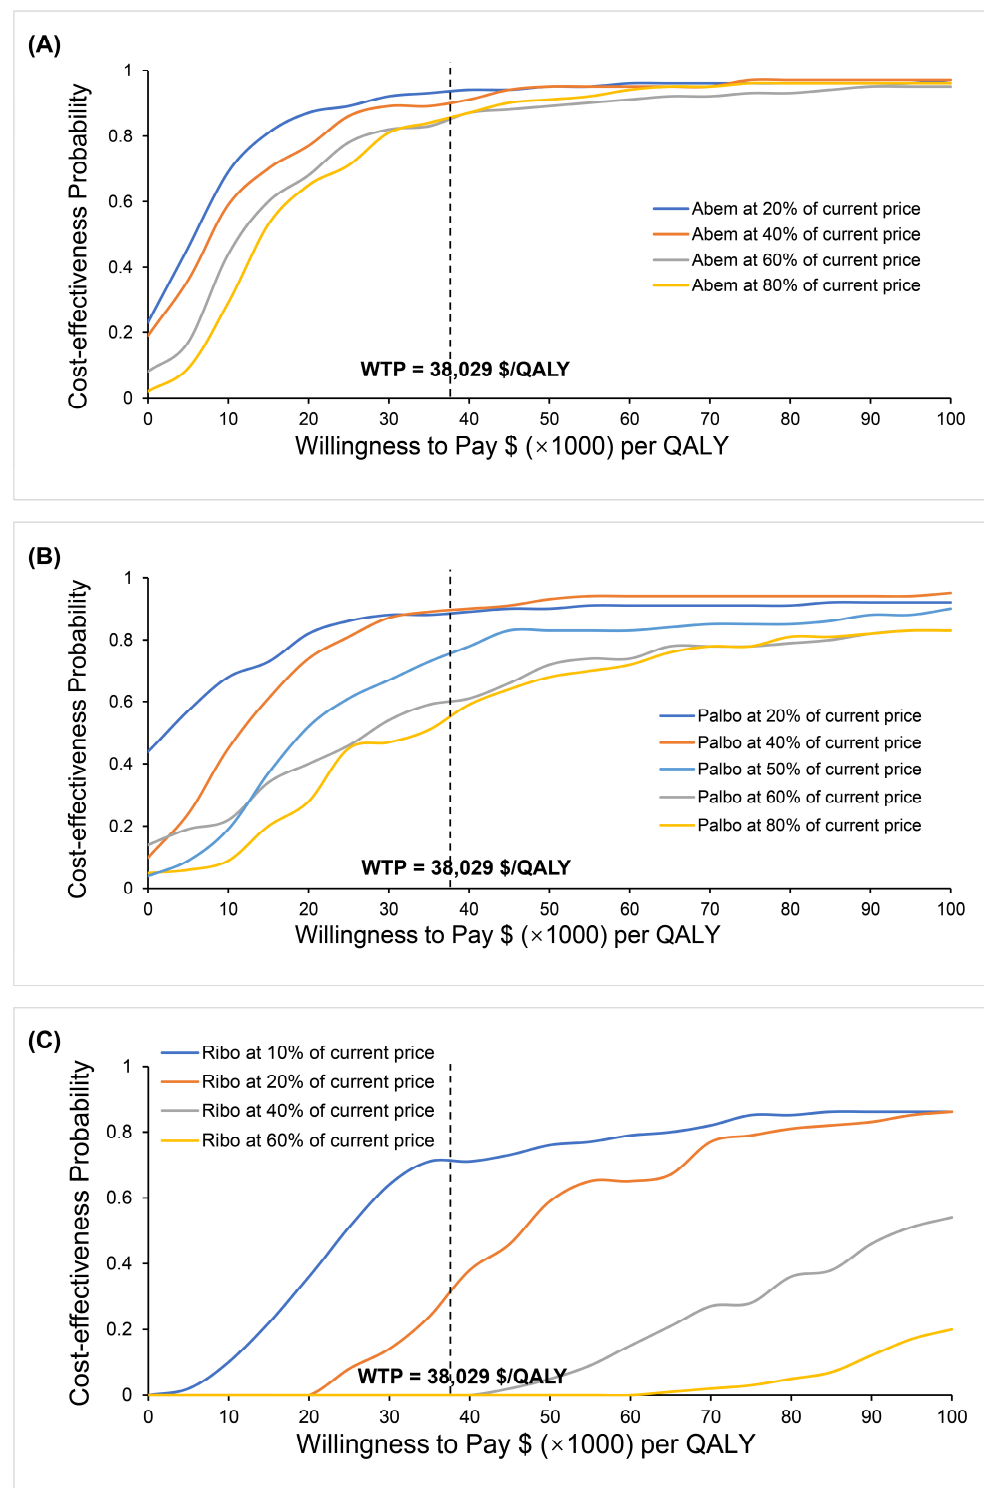 (A)
Cost-effectiveness Probability
1
0.8
0.6
0.4
0.2
0
Abem at 20% of current price
Abem at 40% of current price
Abem at 60% of current price
Abem at 80% of current price
WTP = 38,029 $/QALY
0 10 20 30 40 50 60 70 80 90 100
Willingness to Pay $ (×1000) per QALY
(B)
Cost-effectiveness Probability
1
0.8
0.6
0.4
0.2
0
Palbo at 20% of current price
Palbo at 40% of current price
Palbo at 50% of current price
Palbo at 60% of current price
Palbo at 80% of current price
WTP = 38,029 $/QALY
0 10 20 30 40 50 60 70 80 90 100
Willingness to Pay $ (×1000) per QALY
(C)
Cost-effectiveness Probability
Ribo at 10% of current price
Ribo at 20% of current price
Ribo at 40% of current price
Ribo at 60% of current price
1
0.8
0.6
0.4
0.2
0
WTP = 38,029 $/QALY
0 10 20 30 40 50 60 70 80 90 100
Willingness to Pay $ (×1000) per QALY